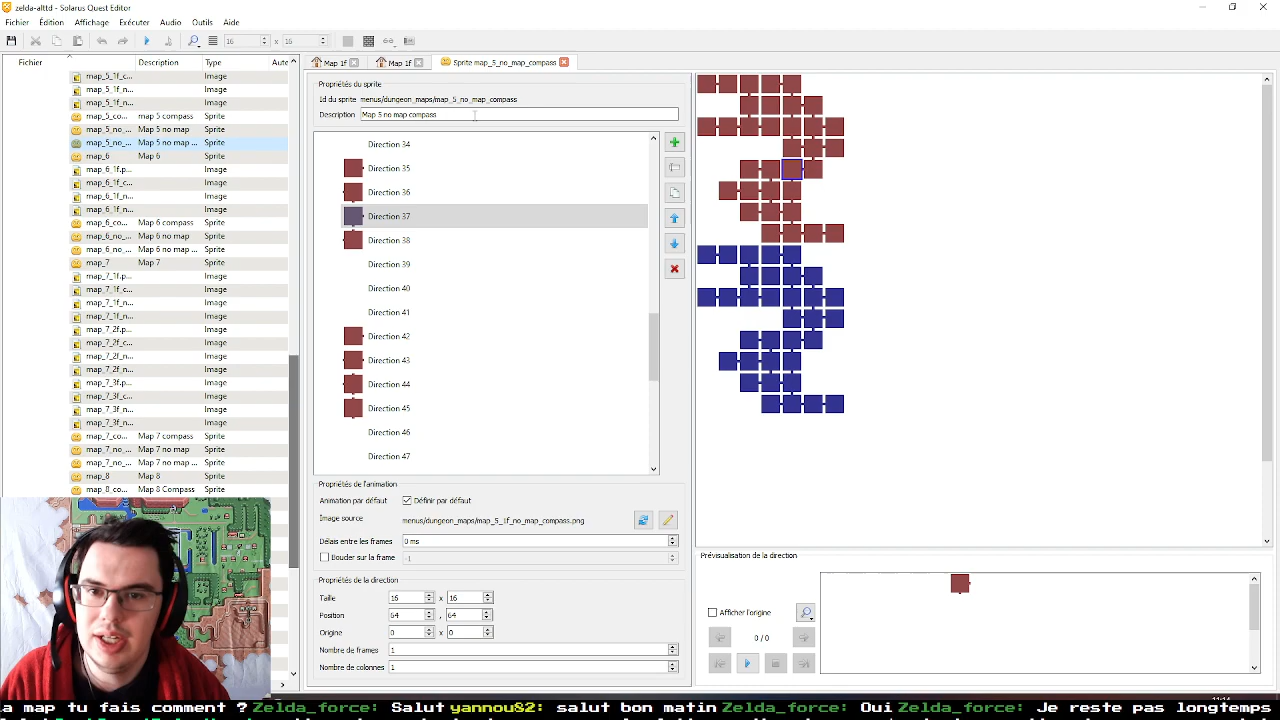 zelda-alttd - Solarus Quest Editor
Fichier Édition Affichage Exécuter Audio Outils Aide
16 x 16
Fichier Description Type Auto
Map 1f Map 1f Sprite map_5_no_map_compass
map_5_1f_c... Image
map_5_1f_n... Image
map_5_1f_n... Image
map_5_co... map 5 compass Sprite
map_5_no_... Map 5 no map Sprite
map_5_no_... Map 5 no map ... Sprite
map_6 Map 6 Sprite
map_6_1f.p... Image
map_6_1f_c... Image
map_6_1f_n... Image
map_6_1f_n... Image
map_6_co... Map 6 compass Sprite
map_6_no... Map 6 no map Sprite
map_6_no... Map 6 no map ... Sprite
map_7 Map 7 Sprite
map_7_1f.p... Image
map_7_1f_c... Image
map_7_1f_n... Image
map_7_1f_n... Image
map_7_2f.p... Image
map_7_2f_c... Image
map_7_2f_n... Image
map_7_2f_n... Image
map_7_3f.p... Image
map_7_3f_c... Image
map_7_3f_n... Image
map_7_3f_n... Image
map_7_co... Map 7 compass Sprite
map_7_no_... Map 7 no map Sprite
map_7_no_... Map 7 no map ... Sprite
map_8 Map 8 Sprite
map_8_co... Map 8 Compass Sprite
Propriétés du sprite
Id du sprite menus/dungeon_maps/map_5_no_map_compass
Description Map 5 no map compass
Direction 34
Direction 35
Direction 36
Direction 37
Direction 38
Direction 39
Direction 40
Direction 41
Direction 42
Direction 43
Direction 44
Direction 45
Direction 46
Direction 47
Propriétés de l'animation
Animation par défaut Définir par défaut
Image source menus/dungeon_maps/map_5_1f_no_map_compass.png
Délais entre les frames 0 ms
Bouder sur la frame -1
Propriétés de la direction
Taille 16 x 16
Position 64 , 64
Origine 0 x 0
Nombre de frames 1
Nombre de colonnes 1
Prévisualisation de la direction
Afficher l'origine
0 / 0
a map tu fais comment ? Zelda_force: Salut yannou82: salut bon matin Zelda_force: Oui Zelda_force: Je reste pas longtemps